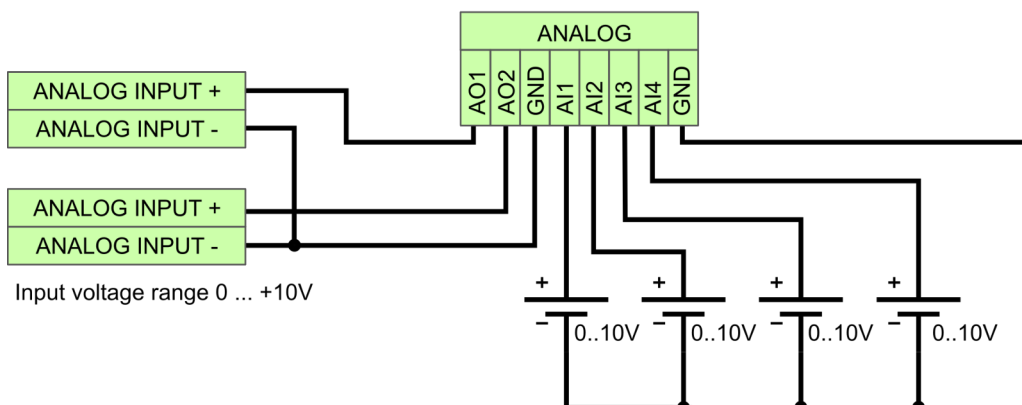 ANALOG
AO1 AO2 GND AI1 AI2 AI3 AI4 GND
ANALOG INPUT +
ANALOG INPUT -
ANALOG INPUT +
ANALOG INPUT -
Input voltage range 0 ... +10V
+ + + +
− − − −
0..10V 0..10V 0..10V 0..10V